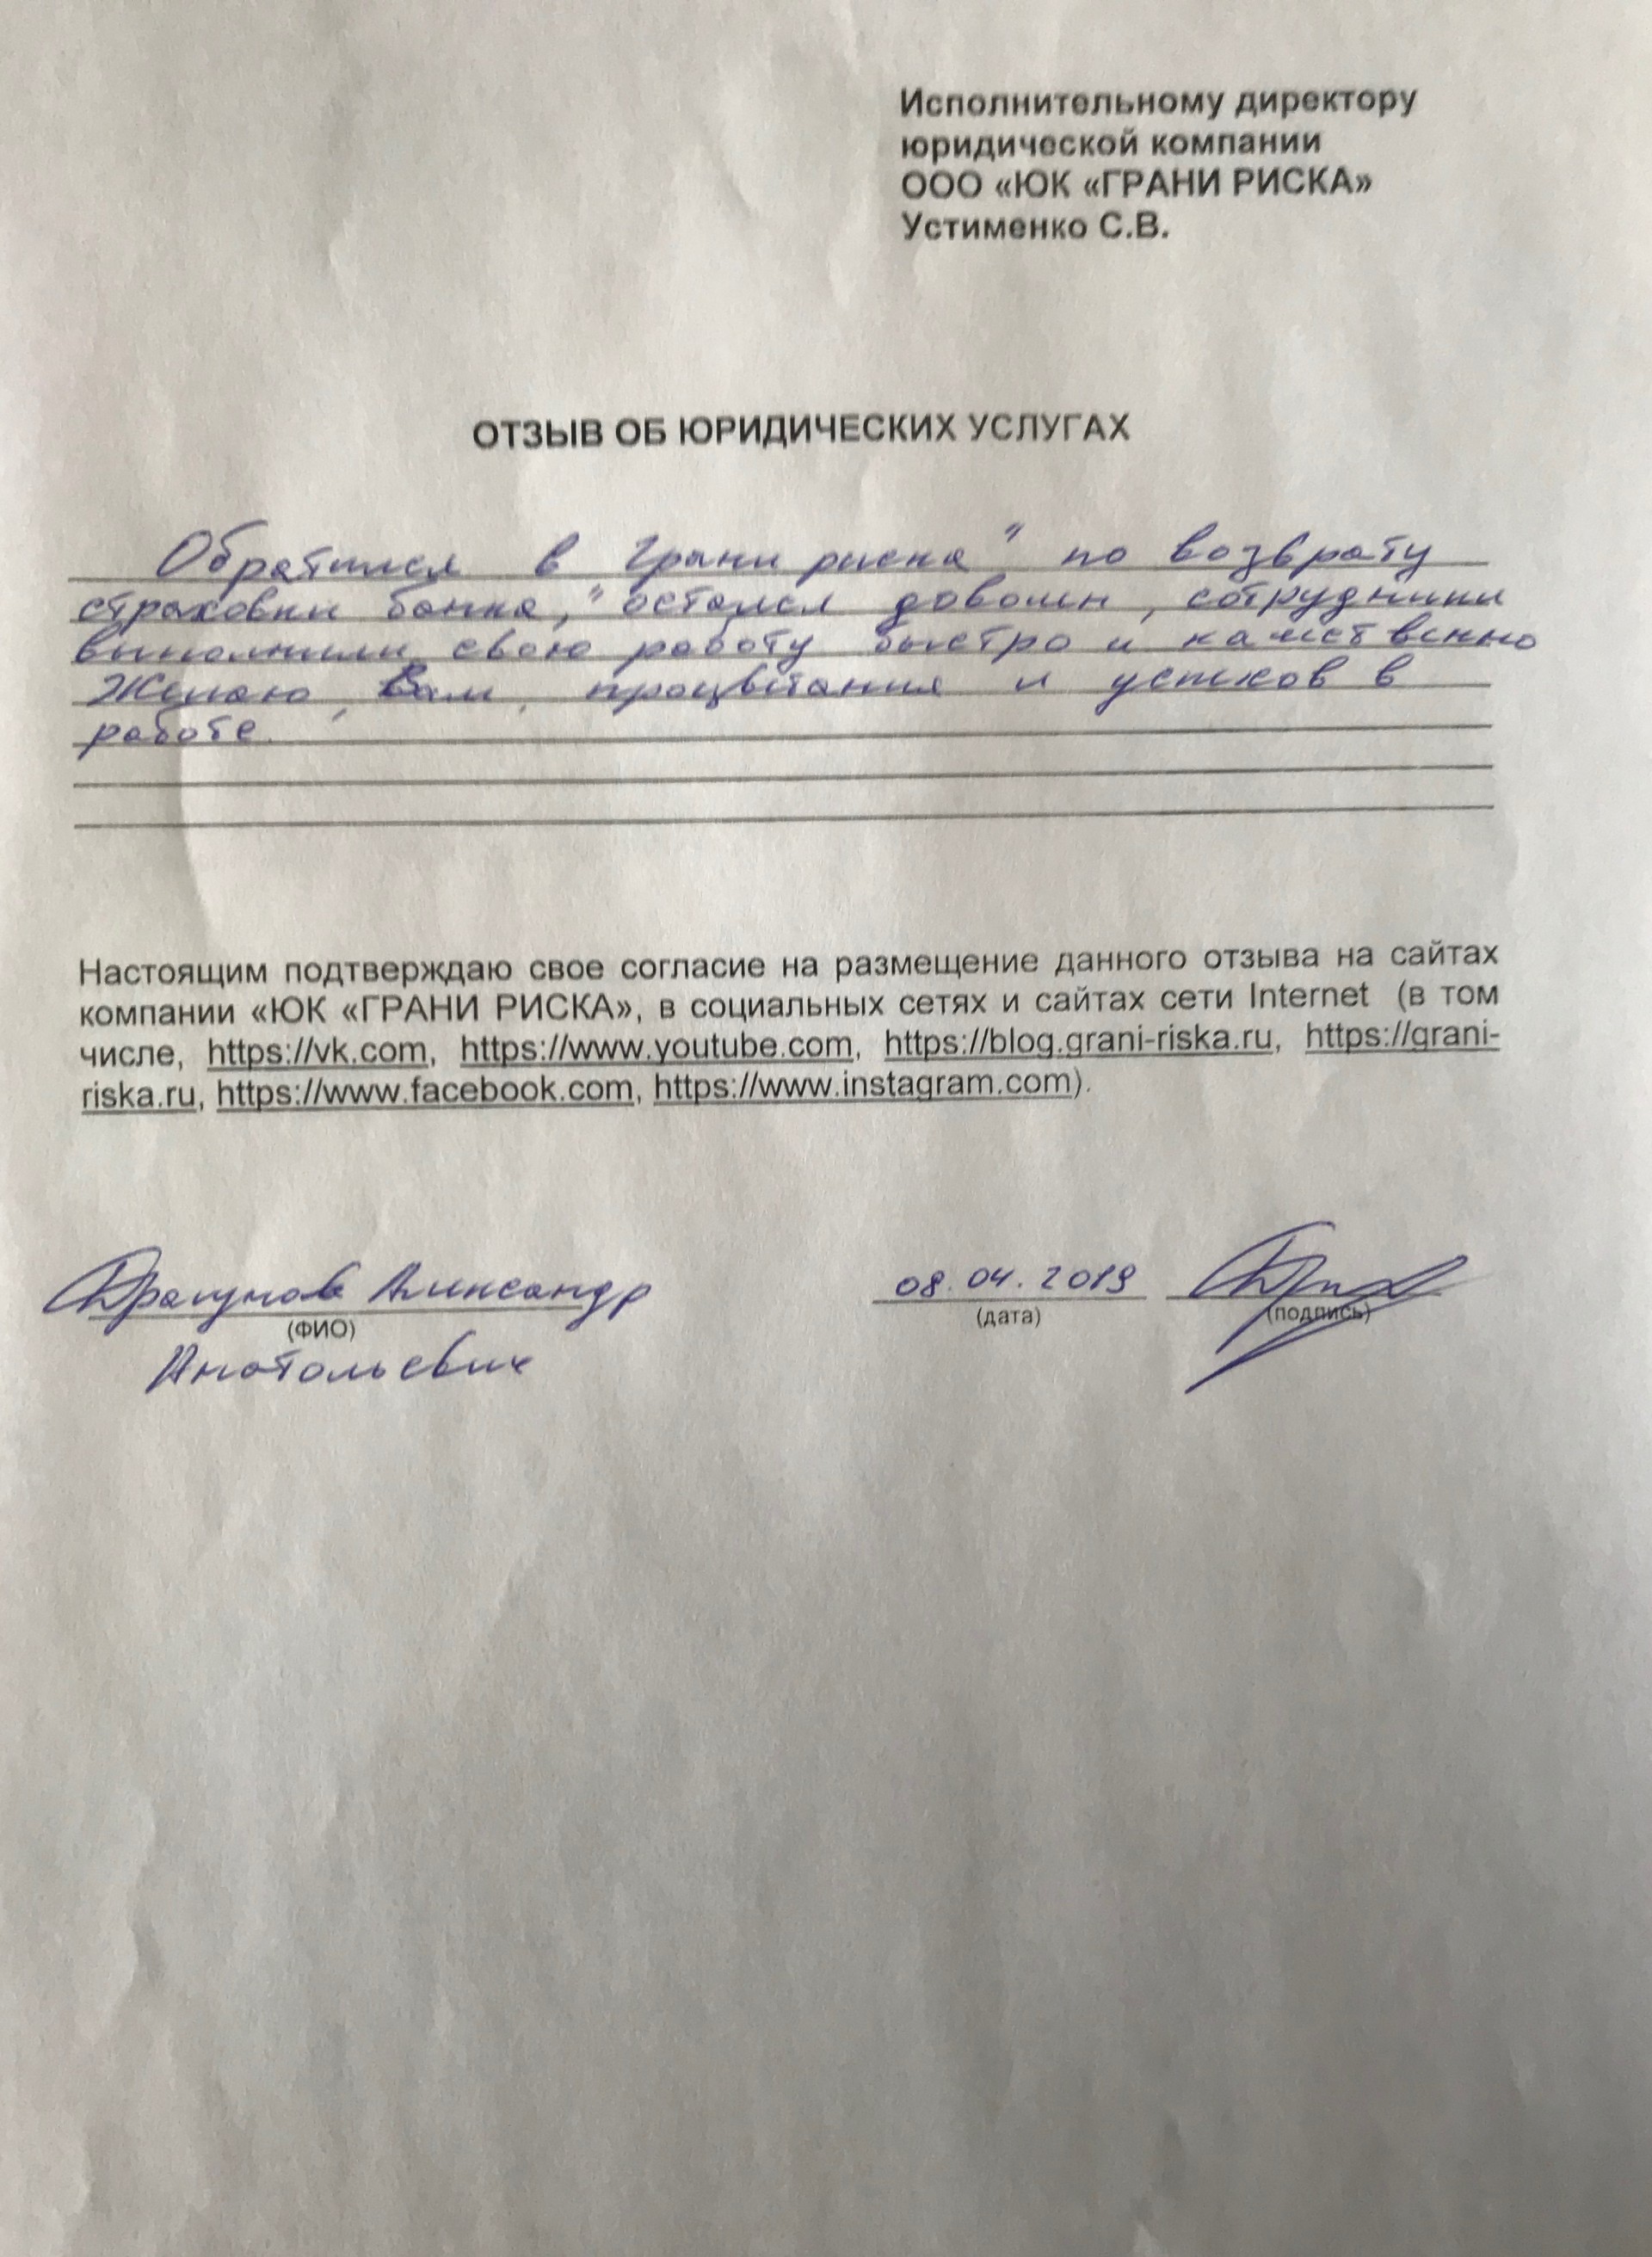 Исполнительному директору
юридической компании
ООО «ЮК «ГРАНИ РИСКА»
Устименко С.В.
ОТЗЫВ ОБ ЮРИДИЧЕСКИХ УСЛУГАХ
Обратился в "Грани риска" по возврату
страховки банка, остался доволен, сотрудники
выполнили свою работу быстро и качественно
Желаю, Вам, процветания и успехов в
работе.
Настоящим подтверждаю свое согласие на размещение данного отзыва на сайтах
компании «ЮК «ГРАНИ РИСКА», в социальных сетях и сайтах сети Internet (в том
числе, https://vk.com, https://www.youtube.com, https://blog.grani-riska.ru, https://grani-
riska.ru, https://www.facebook.com, https://www.instagram.com).
Драгунов Александр 08.04.2019
(ФИО) (дата) (подпись)
Анатольевич